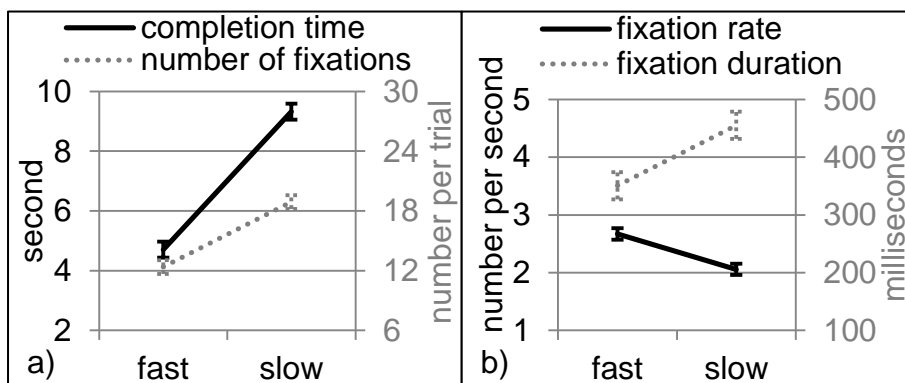 completion time
number of fixations
10
8
6
4
2
second
30
24
18
12
6
number per trial
fast slow
a)
fixation rate
fixation duration
5
4
3
2
1
number per second
500
400
300
200
100
milliseconds
fast slow
b)